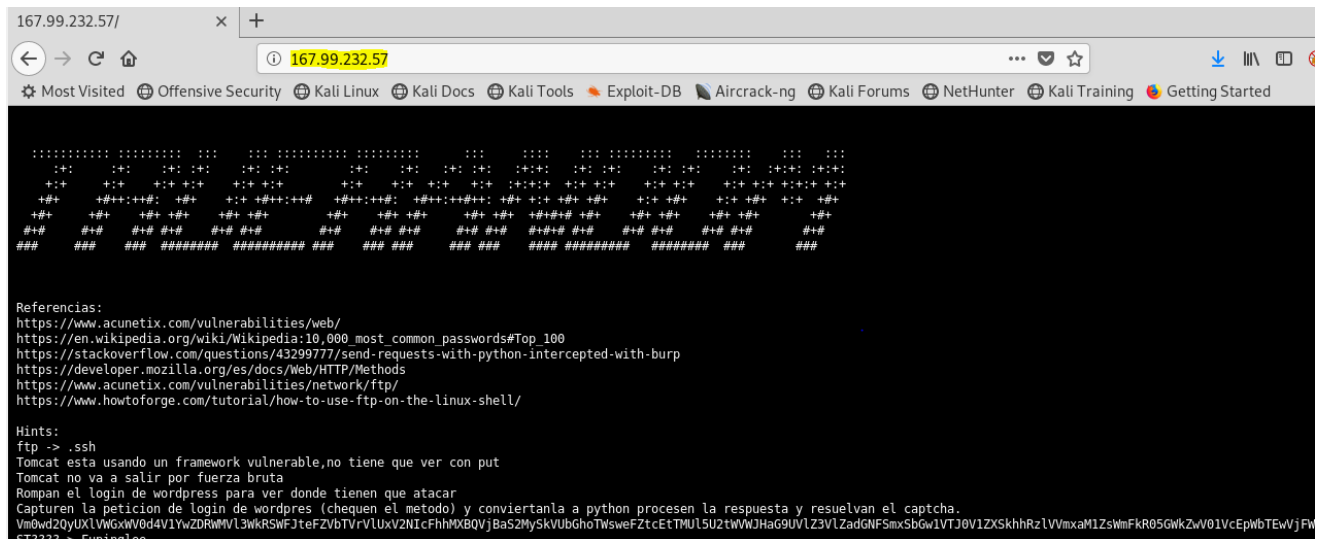 167.99.232.57/
167.99.232.57
Most Visited Offensive Security Kali Linux Kali Docs Kali Tools Exploit-DB Aircrack-ng Kali Forums NetHunter Kali Training Getting Started
Referencias:
https://www.acunetix.com/vulnerabilities/web/
https://en.wikipedia.org/wiki/Wikipedia:10,000_most_common_passwords#Top_100
https://stackoverflow.com/questions/43299777/send-requests-with-python-intercepted-with-burp
https://developer.mozilla.org/es/docs/Web/HTTP/Methods
https://www.acunetix.com/vulnerabilities/network/ftp/
https://www.howtoforge.com/tutorial/how-to-use-ftp-on-the-linux-shell/
Hints:
ftp -> .ssh
Tomcat esta usando un framework vulnerable,no tiene que ver con put
Tomcat no va a salir por fuerza bruta
Rompan el login de wordpress para ver donde tienen que atacar
Capturen la peticion de login de wordpres (chequen el metodo) y conviertanla a python procesen la respuesta y resuelvan el captcha.